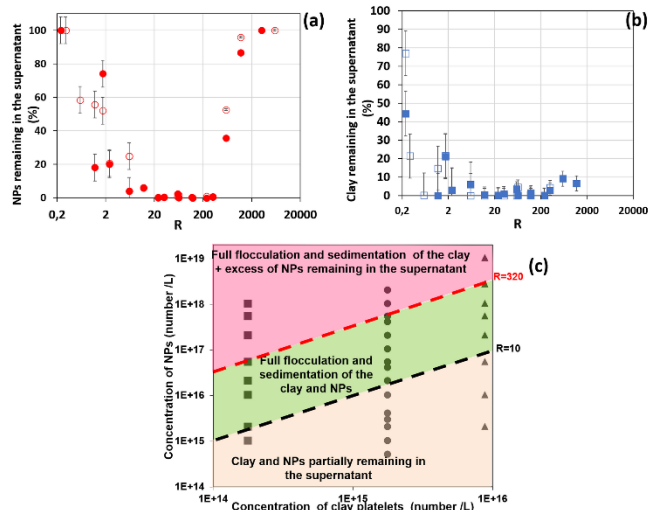 (a)
NPs remaining in the supernatant
(%)
100
80
60
40
20
0
0,2
2
20
200
2000
20000
R
(b)
Clay remaining in the supernatant
(%)
100
90
80
70
60
50
40
30
20
10
0
0,2
2
20
200
2000
20000
R
(c)
Concentration of NPs (number /L)
1E+19
1E+18
1E+17
1E+16
1E+15
1E+14
Full flocculation and sedimentation of the clay
+ excess of NPs remaining in the supernatant
R=320
Full flocculation and
sedimentation of the
clay and NPs
R=10
Clay and NPs partially remaining in
the supernatant
1E+14
1E+15
1E+16
Concentration of clay platelets (number /L)